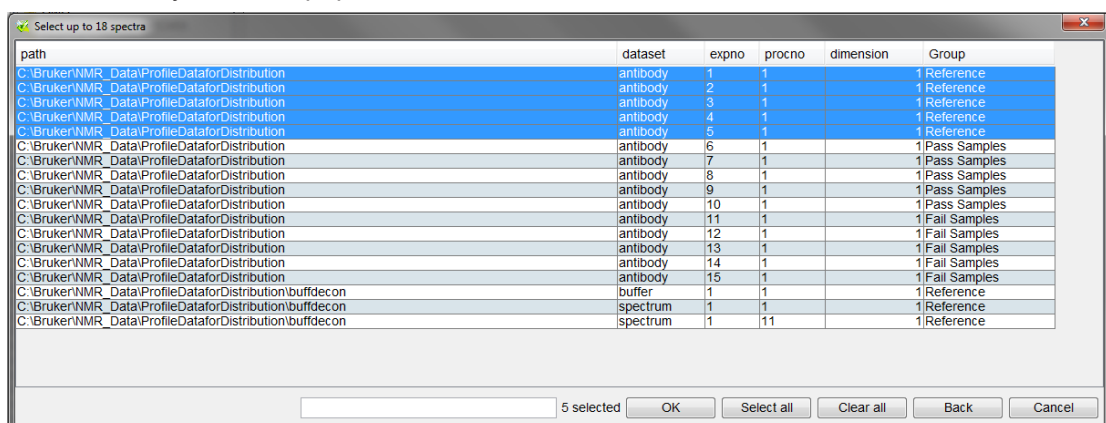 Select up to 18 spectra
path dataset expno procno dimension Group
C:\Bruker\NMR_Data\ProfileDataforDistribution antibody 1 1 1 Reference
C:\Bruker\NMR_Data\ProfileDataforDistribution antibody 2 1 1 Reference
C:\Bruker\NMR_Data\ProfileDataforDistribution antibody 3 1 1 Reference
C:\Bruker\NMR_Data\ProfileDataforDistribution antibody 4 1 1 Reference
C:\Bruker\NMR_Data\ProfileDataforDistribution antibody 5 1 1 Reference
C:\Bruker\NMR_Data\ProfileDataforDistribution antibody 6 1 1 Pass Samples
C:\Bruker\NMR_Data\ProfileDataforDistribution antibody 7 1 1 Pass Samples
C:\Bruker\NMR_Data\ProfileDataforDistribution antibody 8 1 1 Pass Samples
C:\Bruker\NMR_Data\ProfileDataforDistribution antibody 9 1 1 Pass Samples
C:\Bruker\NMR_Data\ProfileDataforDistribution antibody 10 1 1 Pass Samples
C:\Bruker\NMR_Data\ProfileDataforDistribution antibody 11 1 1 Fail Samples
C:\Bruker\NMR_Data\ProfileDataforDistribution antibody 12 1 1 Fail Samples
C:\Bruker\NMR_Data\ProfileDataforDistribution antibody 13 1 1 Fail Samples
C:\Bruker\NMR_Data\ProfileDataforDistribution antibody 14 1 1 Fail Samples
C:\Bruker\NMR_Data\ProfileDataforDistribution antibody 15 1 1 Fail Samples
C:\Bruker\NMR_Data\ProfileDataforDistribution\buffdecon buffer 1 1 1 Reference
C:\Bruker\NMR_Data\ProfileDataforDistribution\buffdecon spectrum 1 1 1 Reference
C:\Bruker\NMR_Data\ProfileDataforDistribution\buffdecon spectrum 1 11 1 Reference
5 selected OK Select all Clear all Back Cancel